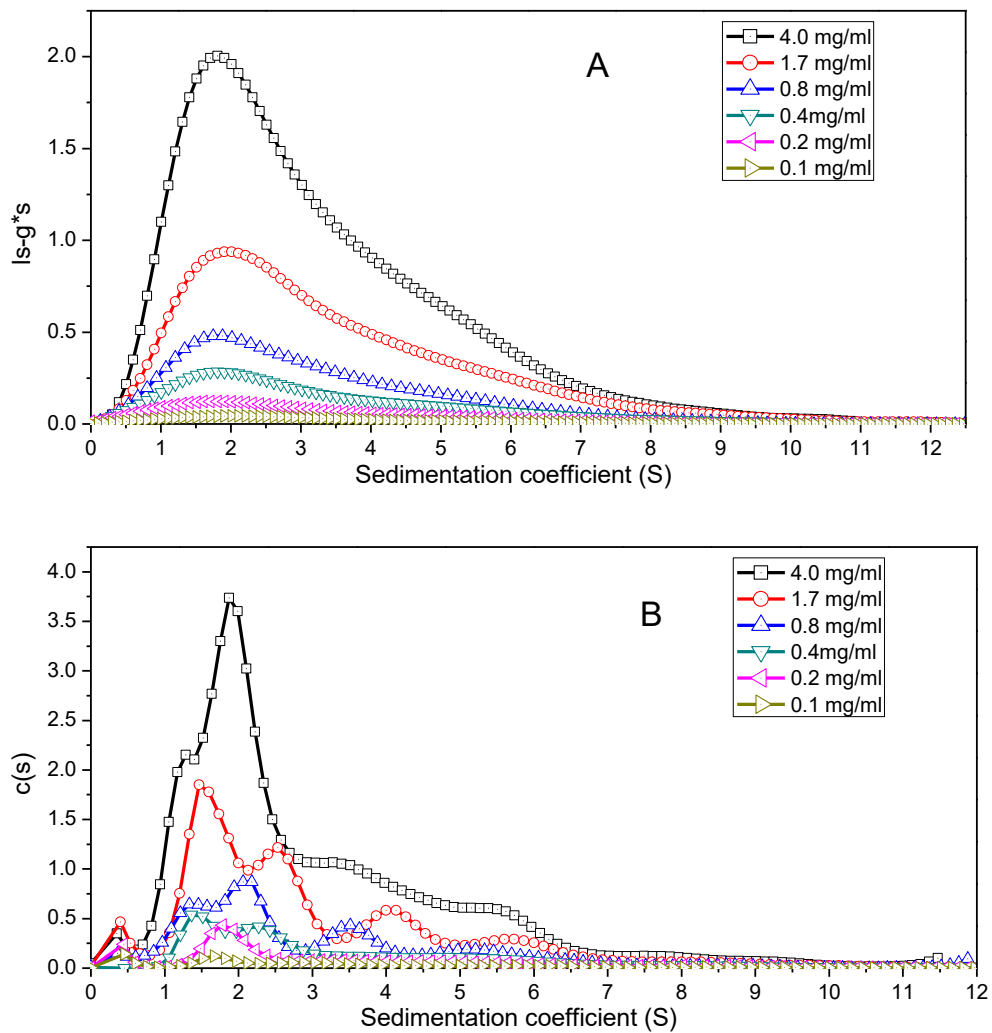 A
4.0 mg/ml
1.7 mg/ml
0.8 mg/ml
0.4mg/ml
0.2 mg/ml
0.1 mg/ml
2.0
1.5
1.0
0.5
0.0
ls-g*s
0 1 2 3 4 5 6 7 8 9 10 11 12
Sedimentation coefficient (S)
B
4.0 mg/ml
1.7 mg/ml
0.8 mg/ml
0.4mg/ml
0.2 mg/ml
0.1 mg/ml
4.0
3.5
3.0
2.5
2.0
1.5
1.0
0.5
0.0
c(s)
0 1 2 3 4 5 6 7 8 9 10 11 12
Sedimentation coefficient (S)